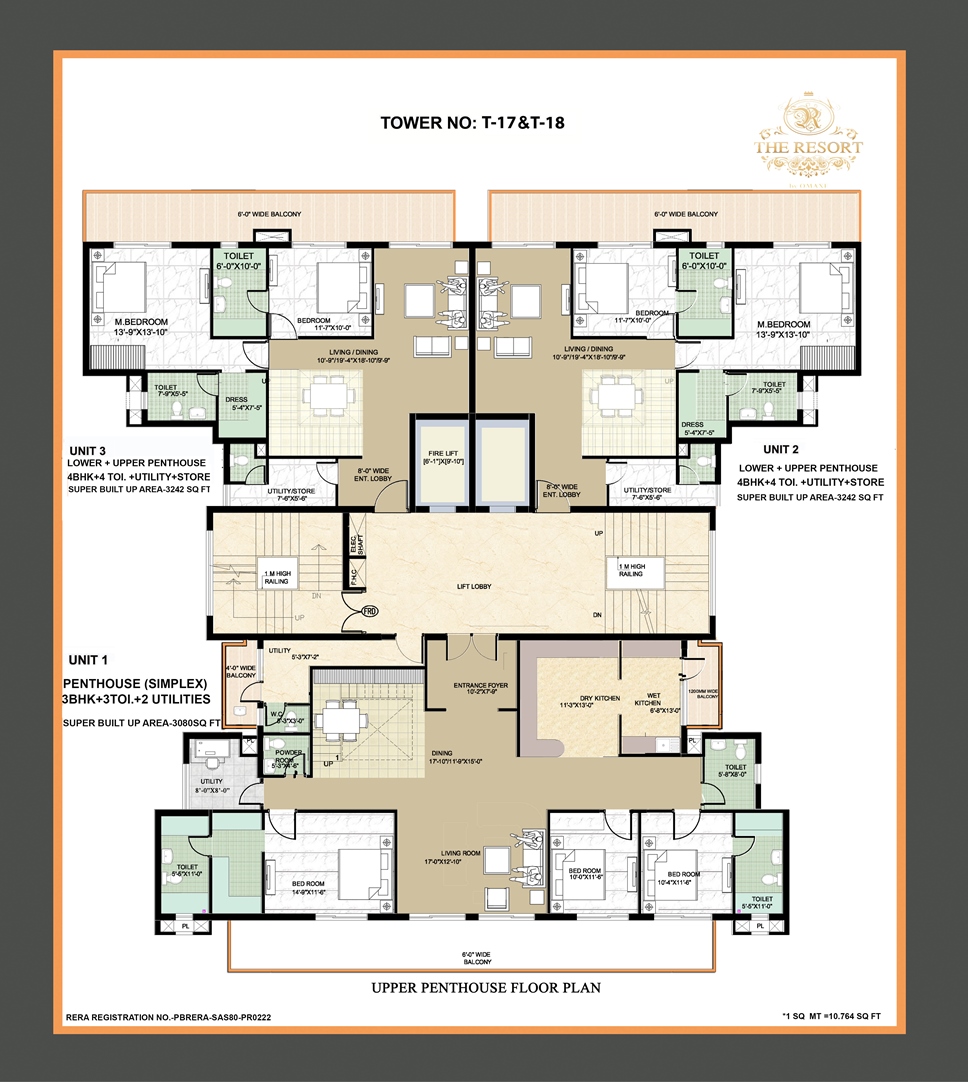 TOWER NO: T-17&T-18
R
THE RESORT
6'-0" WIDE BALCONY
6'-0" WIDE BALCONY
TOILET
6'-0"X10'-0"
M.BEDROOM
13'-9"X13'-10"
BEDROOM
11'-7"X10'-0"
LIVING / DINING
10'-9"/19'-4"X18'-10"/9'-9"
TOILET
7'-9"X5'-5"
DRESS
5'-4"X7'-5"
U
BEDROOM
11'-7"X10'-0"
TOILET
6'-0"X10'-0"
M.BEDROOM
13'-9"X13'-10"
LIVING / DINING
10'-9"/19'-4"X18'-10"/9'-9"
UP
TOILET
7'-9"X5'-5"
DRESS
5'-4"X7'-5"
UNIT 3
LOWER + UPPER PENTHOUSE
4BHK+4 TOI. +UTILITY+STORE
SUPER BUILT UP AREA-3242 SQ FT
UNIT 2
LOWER + UPPER PENTHOUSE
4BHK+4 TOI. +UTILITY+STORE
SUPER BUILT UP AREA-3242 SQ FT
FIRE LIFT
[6'-1"]X[9'-10"]
8'-0" WIDE
ENT. LOBBY
8'-0" WIDE
ENT. LOBBY
UTILITY/STORE
7'-6"X5'-6"
UTILITY/STORE
7'-6"X5'-6"
ELEC.
SHAFT
F.H.C
1 M HIGH
RAILING
DN
UP
FRD
LIFT LOBBY
UP
1 M HIGH
RAILING
DN
UNIT 1
PENTHOUSE (SIMPLEX)
3BHK+3TOI.+2 UTILITIES
SUPER BUILT UP AREA-3080SQ FT
4'-0" WIDE
BALCONY
UTILITY
5'-3"X7'-2"
W.C
5'-3"X3'-0"
POWDER
ROOM
5'-3"X4'-6"
PL
UP
1
ENTRANCE FOYER
10'-2"X7'-9"
DRY KITCHEN
11'-3"X13'-0"
WET
KITCHEN
6'-8"X13'-0"
1200MM WIDE
BALCONY
PL
DINING
17'-10"/11'-9"X15'-0"
UTILITY
8'-0"X8'-0"
TOILET
5'-8"X8'-0"
TOILET
5'-5"X11'-0"
BED ROOM
14'-9"X11'-6"
LIVING ROOM
17'-0"X12'-10"
BED ROOM
10'-0"X11'-6"
BED ROOM
10'-4"X11'-6"
TOILET
5'-5"X11'-0"
PL
PL
6'-0" WIDE
BALCONY
UPPER PENTHOUSE FLOOR PLAN
RERA REGISTRATION NO.-PBRERA-SAS80-PR0222
*1 SQ MT =10.764 SQ FT